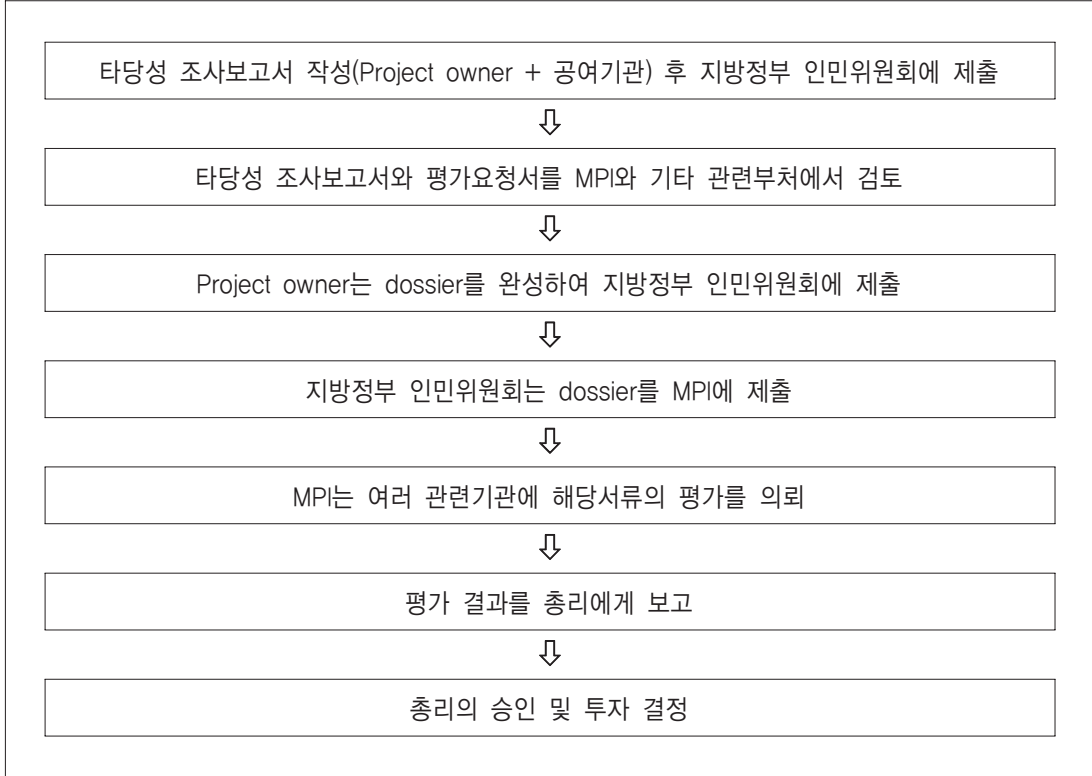 타당성 조사보고서 작성(Project owner + 공여기관) 후 지방정부 인민위원회에 제출
타당성 조사보고서와 평가요청서를 MPI와 기타 관련부처에서 검토
Project owner는 dossier를 완성하여 지방정부 인민위원회에 제출
지방정부 인민위원회는 dossier를 MPI에 제출
MPI는 여러 관련기관에 해당서류의 평가를 의뢰
평가 결과를 총리에게 보고
총리의 승인 및 투자 결정